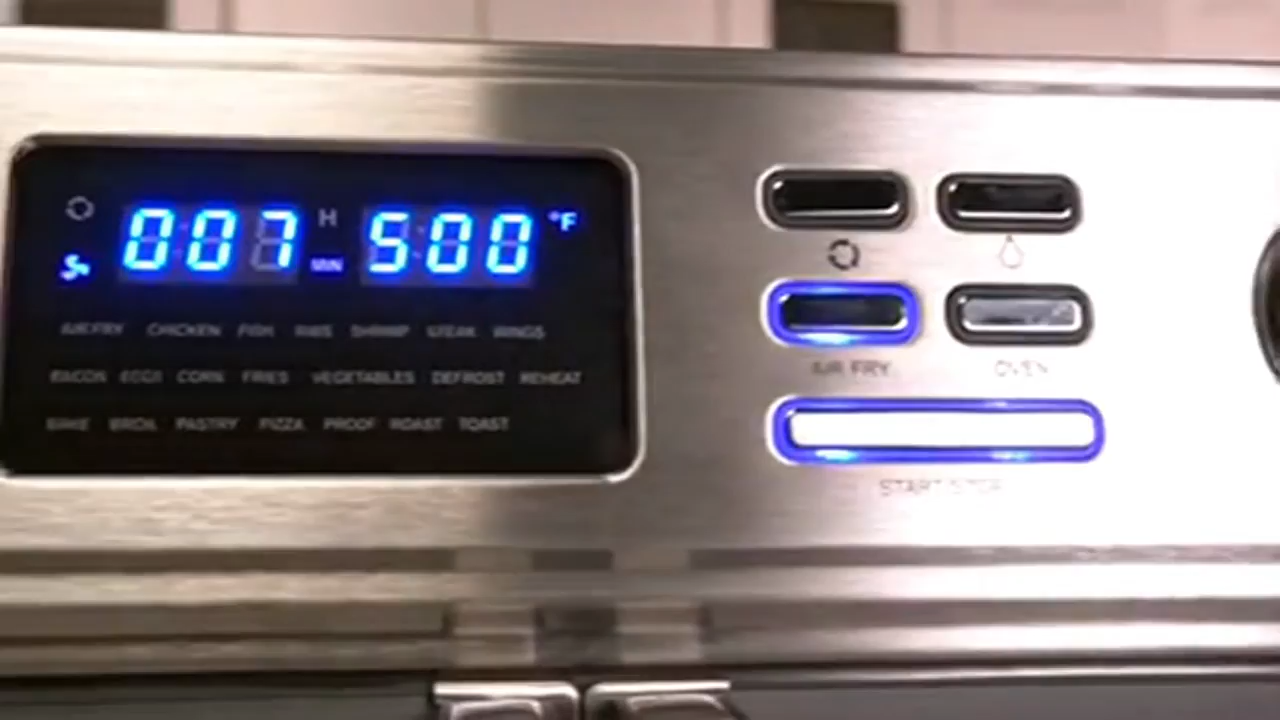 007 H MIN 500 °F
AIR FRY CHICKEN FISH RIBS SHRIMP STEAK WINGS
BACON EGGS CORN FRIES VEGETABLES DEFROST REHEAT
BAKE BROIL PASTRY PIZZA PROOF ROAST TOAST
AIR FRY OVEN
START/STOP